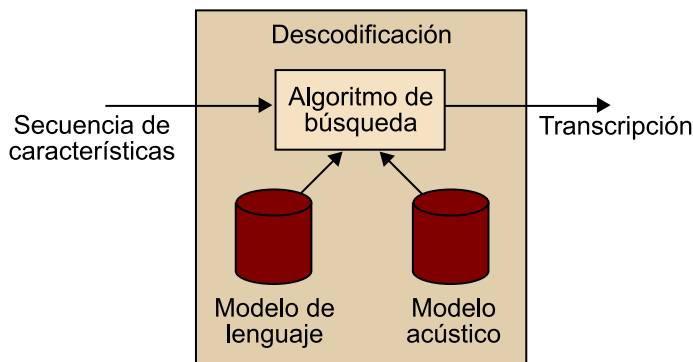 Descodificación
Algoritmo de
búsqueda
Secuencia de
características
Transcripción
Modelo de
lenguaje
Modelo
acústico